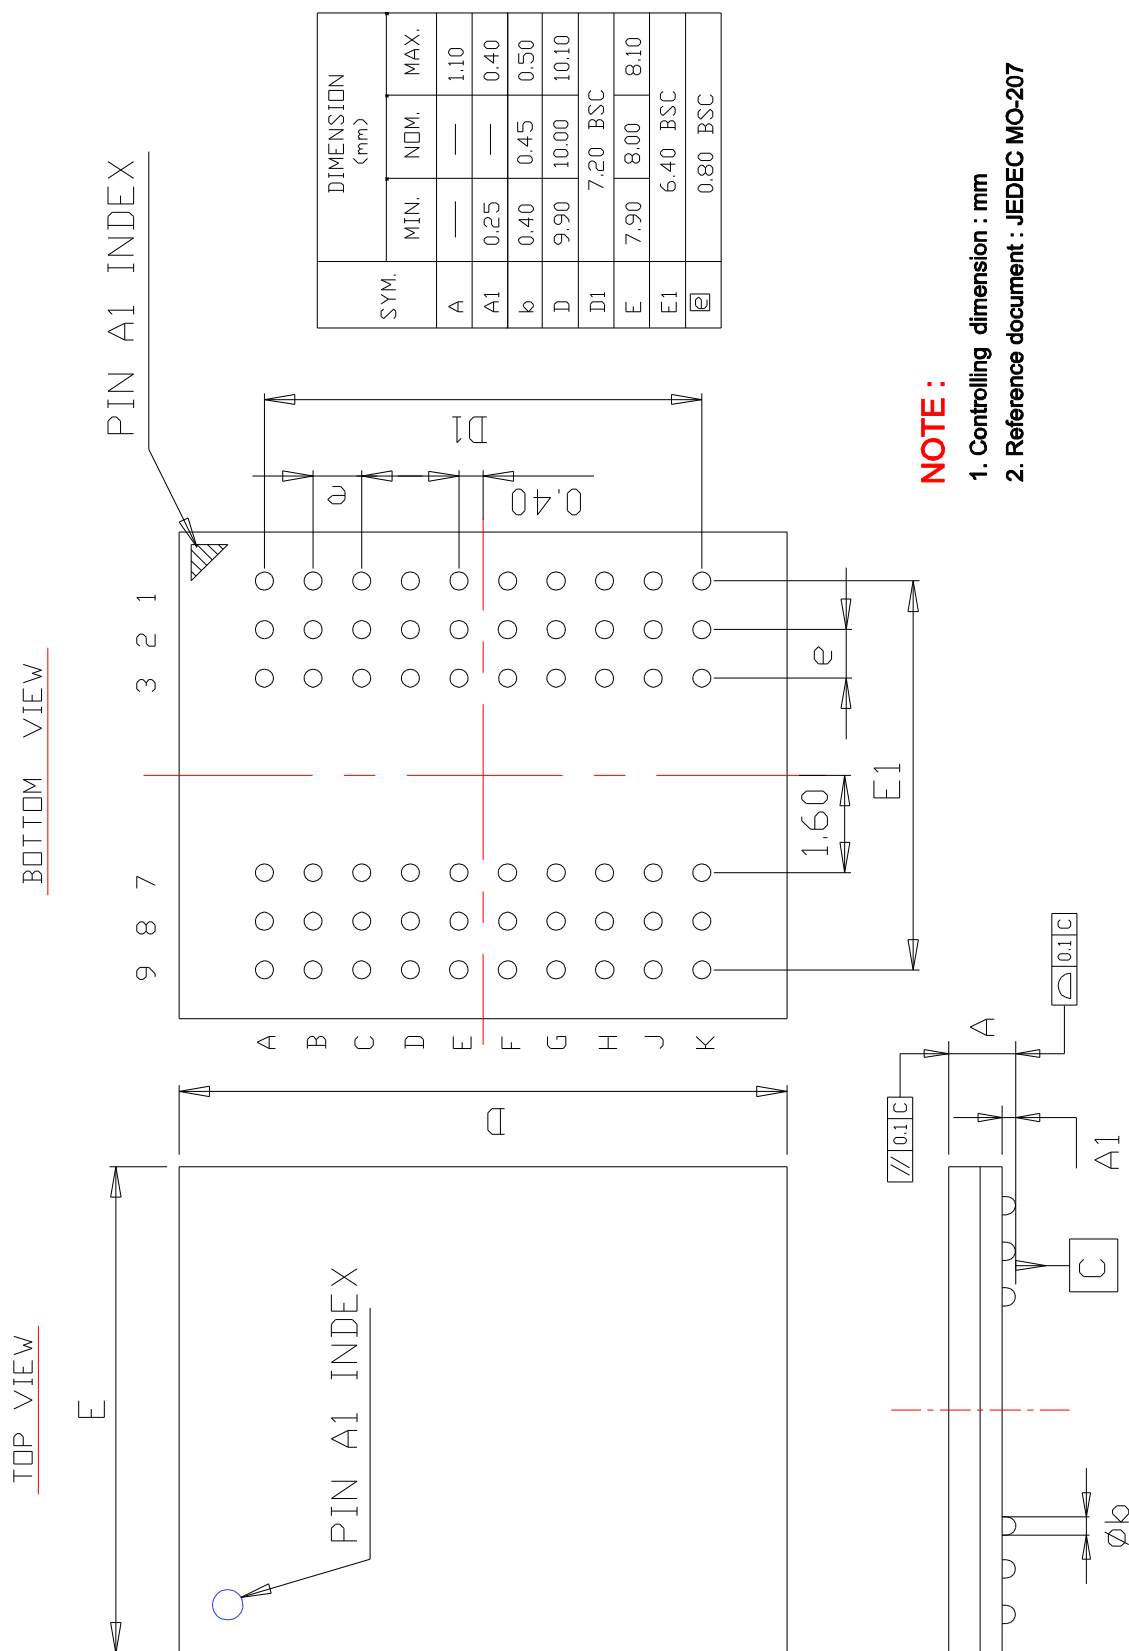 TOP VIEW
E
PIN A1 INDEX
D
BOTTOM VIEW
9 8 7 3 2 1
PIN A1 INDEX
A
B
C
D
E
F
G
H
J
K
e
0.40
D1
1.60
e
E1
SYM. DIMENSION
(mm)
MIN. NOM. MAX.
A — — 1.10
A1 0.25 — 0.40
b 0.40 0.45 0.50
D 9.90 10.00 10.10
D1 7.20 BSC
E 7.90 8.00 8.10
E1 6.40 BSC
e 0.80 BSC
Øb
// 0.1 C
A
A1
C
⌓ 0.1 C
NOTE :
1. Controlling dimension : mm
2. Reference document : JEDEC MO-207